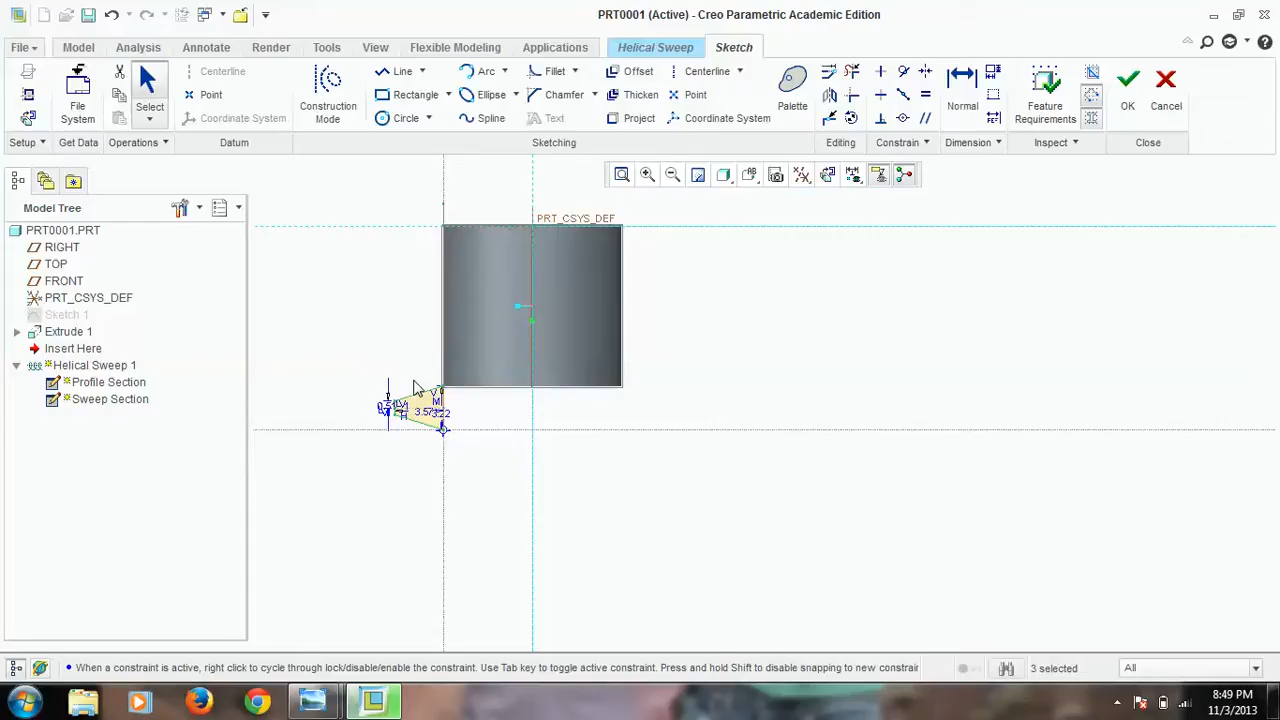 PRT0001 (Active) - Creo Parametric Academic Edition
File Model Analysis Annotate Render Tools View Flexible Modeling Applications Helical Sweep Sketch
Centerline Line Arc Fillet Offset Centerline
Point Rectangle Ellipse Chamfer Thicken Point
Coordinate System Circle Spline Text Project Coordinate System
File System
Select
Construction Mode
Palette
Normal
Feature Requirements
OK
Cancel
Setup Get Data Operations Datum Sketching Editing Constrain Dimension Inspect Close
Model Tree
PRT0001.PRT
RIGHT
TOP
FRONT
PRT_CSYS_DEF
Sketch 1
Extrude 1
Insert Here
Helical Sweep 1
Profile Section
Sweep Section
PRT_CSYS_DEF
V
M
H
When a constraint is active, right click to cycle through lock/disable/enable the constraint. Use Tab key to toggle active constraint. Press and hold Shift to disable snapping to new constrair
3 selected
All
8:49 PM
11/3/2013